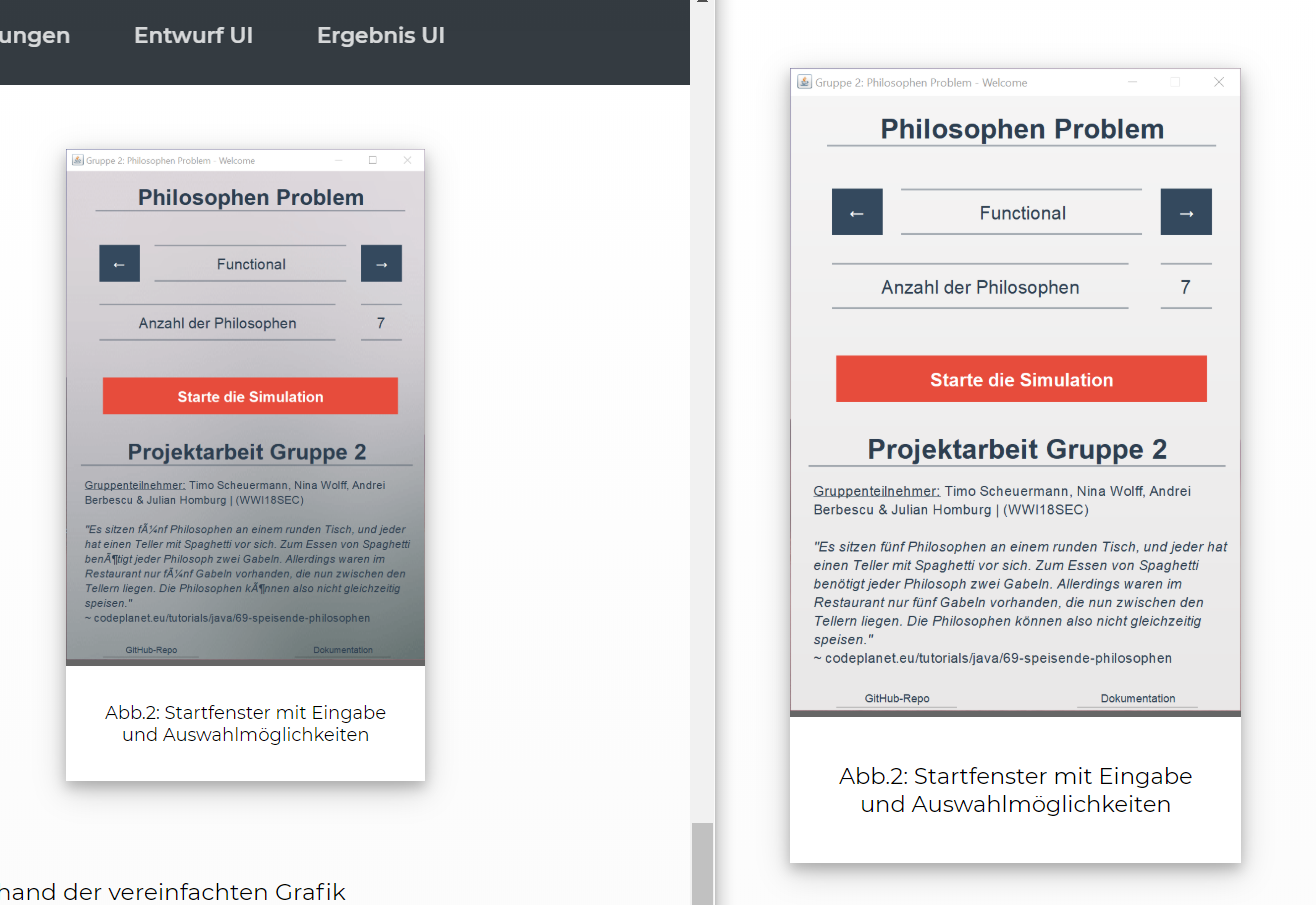 ungen Entwurf UI Ergebnis UI
Gruppe 2: Philosophen Problem - Welcome
Philosophen Problem
← Functional →
Anzahl der Philosophen 7
Starte die Simulation
Projektarbeit Gruppe 2
Gruppenteilnehmer: Timo Scheuermann, Nina Wolff, Andrei
Berbescu & Julian Homburg | (WWI18SEC)
"Es sitzen fÃ¼nf Philosophen an einem runden Tisch, und jeder
hat einen Teller mit Spaghetti vor sich. Zum Essen von Spaghetti
benÃ¶tigt jeder Philosoph zwei Gabeln. Allerdings waren im
Restaurant nur fÃ¼nf Gabeln vorhanden, die nun zwischen den
Tellern liegen. Die Philosophen kÃ¶nnen also nicht gleichzeitig
speisen."
~ codeplanet.eu/tutorials/java/69-speisende-philosophen
GitHub-Repo Dokumentation
Abb.2: Startfenster mit Eingabe
und Auswahlmöglichkeiten
hand der vereinfachten Grafik
Gruppe 2: Philosophen Problem - Welcome
Philosophen Problem
← Functional →
Anzahl der Philosophen 7
Starte die Simulation
Projektarbeit Gruppe 2
Gruppenteilnehmer: Timo Scheuermann, Nina Wolff, Andrei
Berbescu & Julian Homburg | (WWI18SEC)
"Es sitzen fünf Philosophen an einem runden Tisch, und jeder hat
einen Teller mit Spaghetti vor sich. Zum Essen von Spaghetti
benötigt jeder Philosoph zwei Gabeln. Allerdings waren im
Restaurant nur fünf Gabeln vorhanden, die nun zwischen den
Tellern liegen. Die Philosophen können also nicht gleichzeitig
speisen."
~ codeplanet.eu/tutorials/java/69-speisende-philosophen
GitHub-Repo Dokumentation
Abb.2: Startfenster mit Eingabe
und Auswahlmöglichkeiten